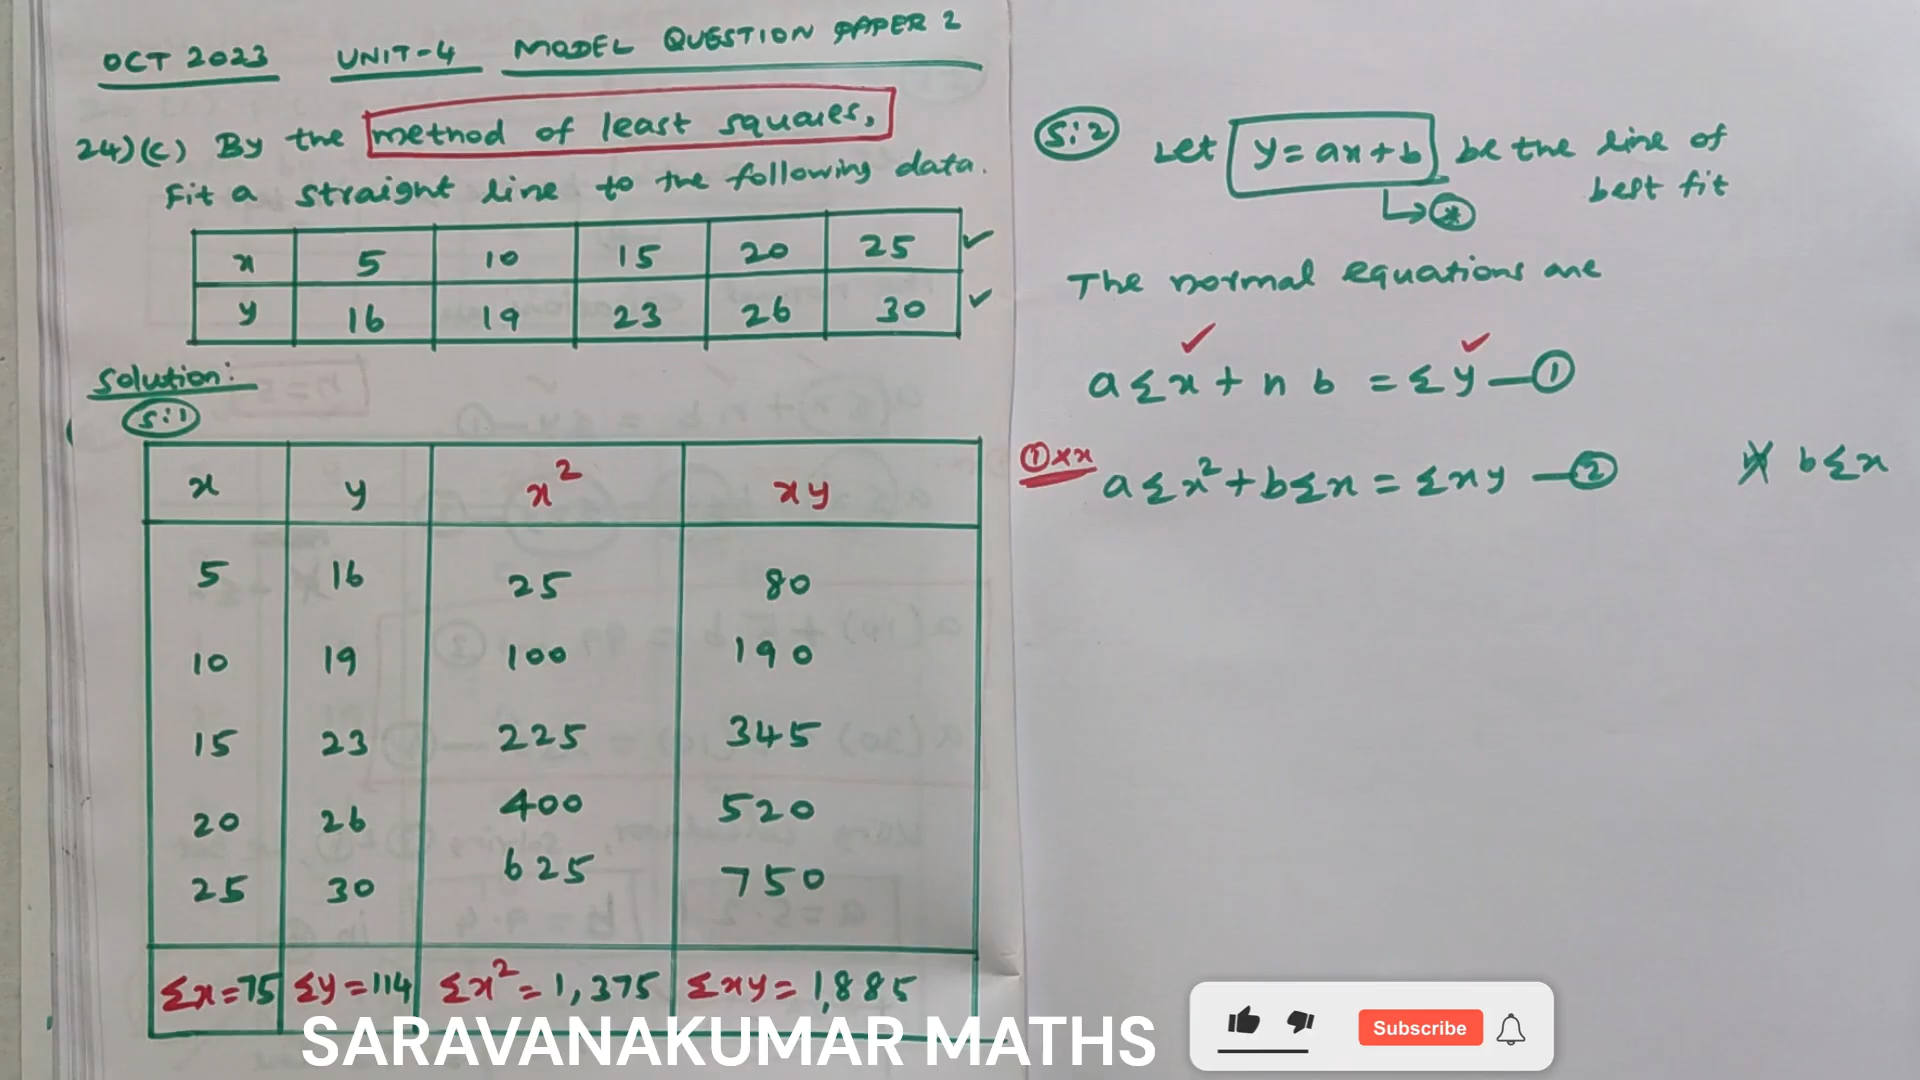 OCT 2023 UNIT-4 MODEL QUESTION PAPER 2
24)(c) By the method of least squares,
Fit a straight line to the following data.
x 5 10 15 20 25 ✓
y 16 19 23 26 30 ✓
Solution:
S:1
x y x² xy
5 16 25 80
10 19 100 190
15 23 225 345
20 26 400 520
25 30 625 750
Σx=75 Σy=114 Σx²=1,375 Σxy=1,885
S:2 Let y=ax+b be the line of
best fit
↳ *
The normal equations are
aΣx + n b = Σy — ①
①×x aΣx²+bΣx = Σxy — ② bΣx
SARAVANAKUMAR MATHS
Subscribe